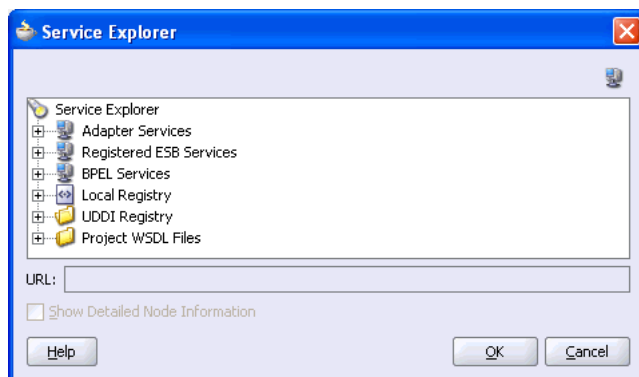 Service Explorer
Service Explorer
Adapter Services
Registered ESB Services
BPEL Services
Local Registry
UDDI Registry
Project WSDL Files
URL:
Show Detailed Node Information
Help OK Cancel